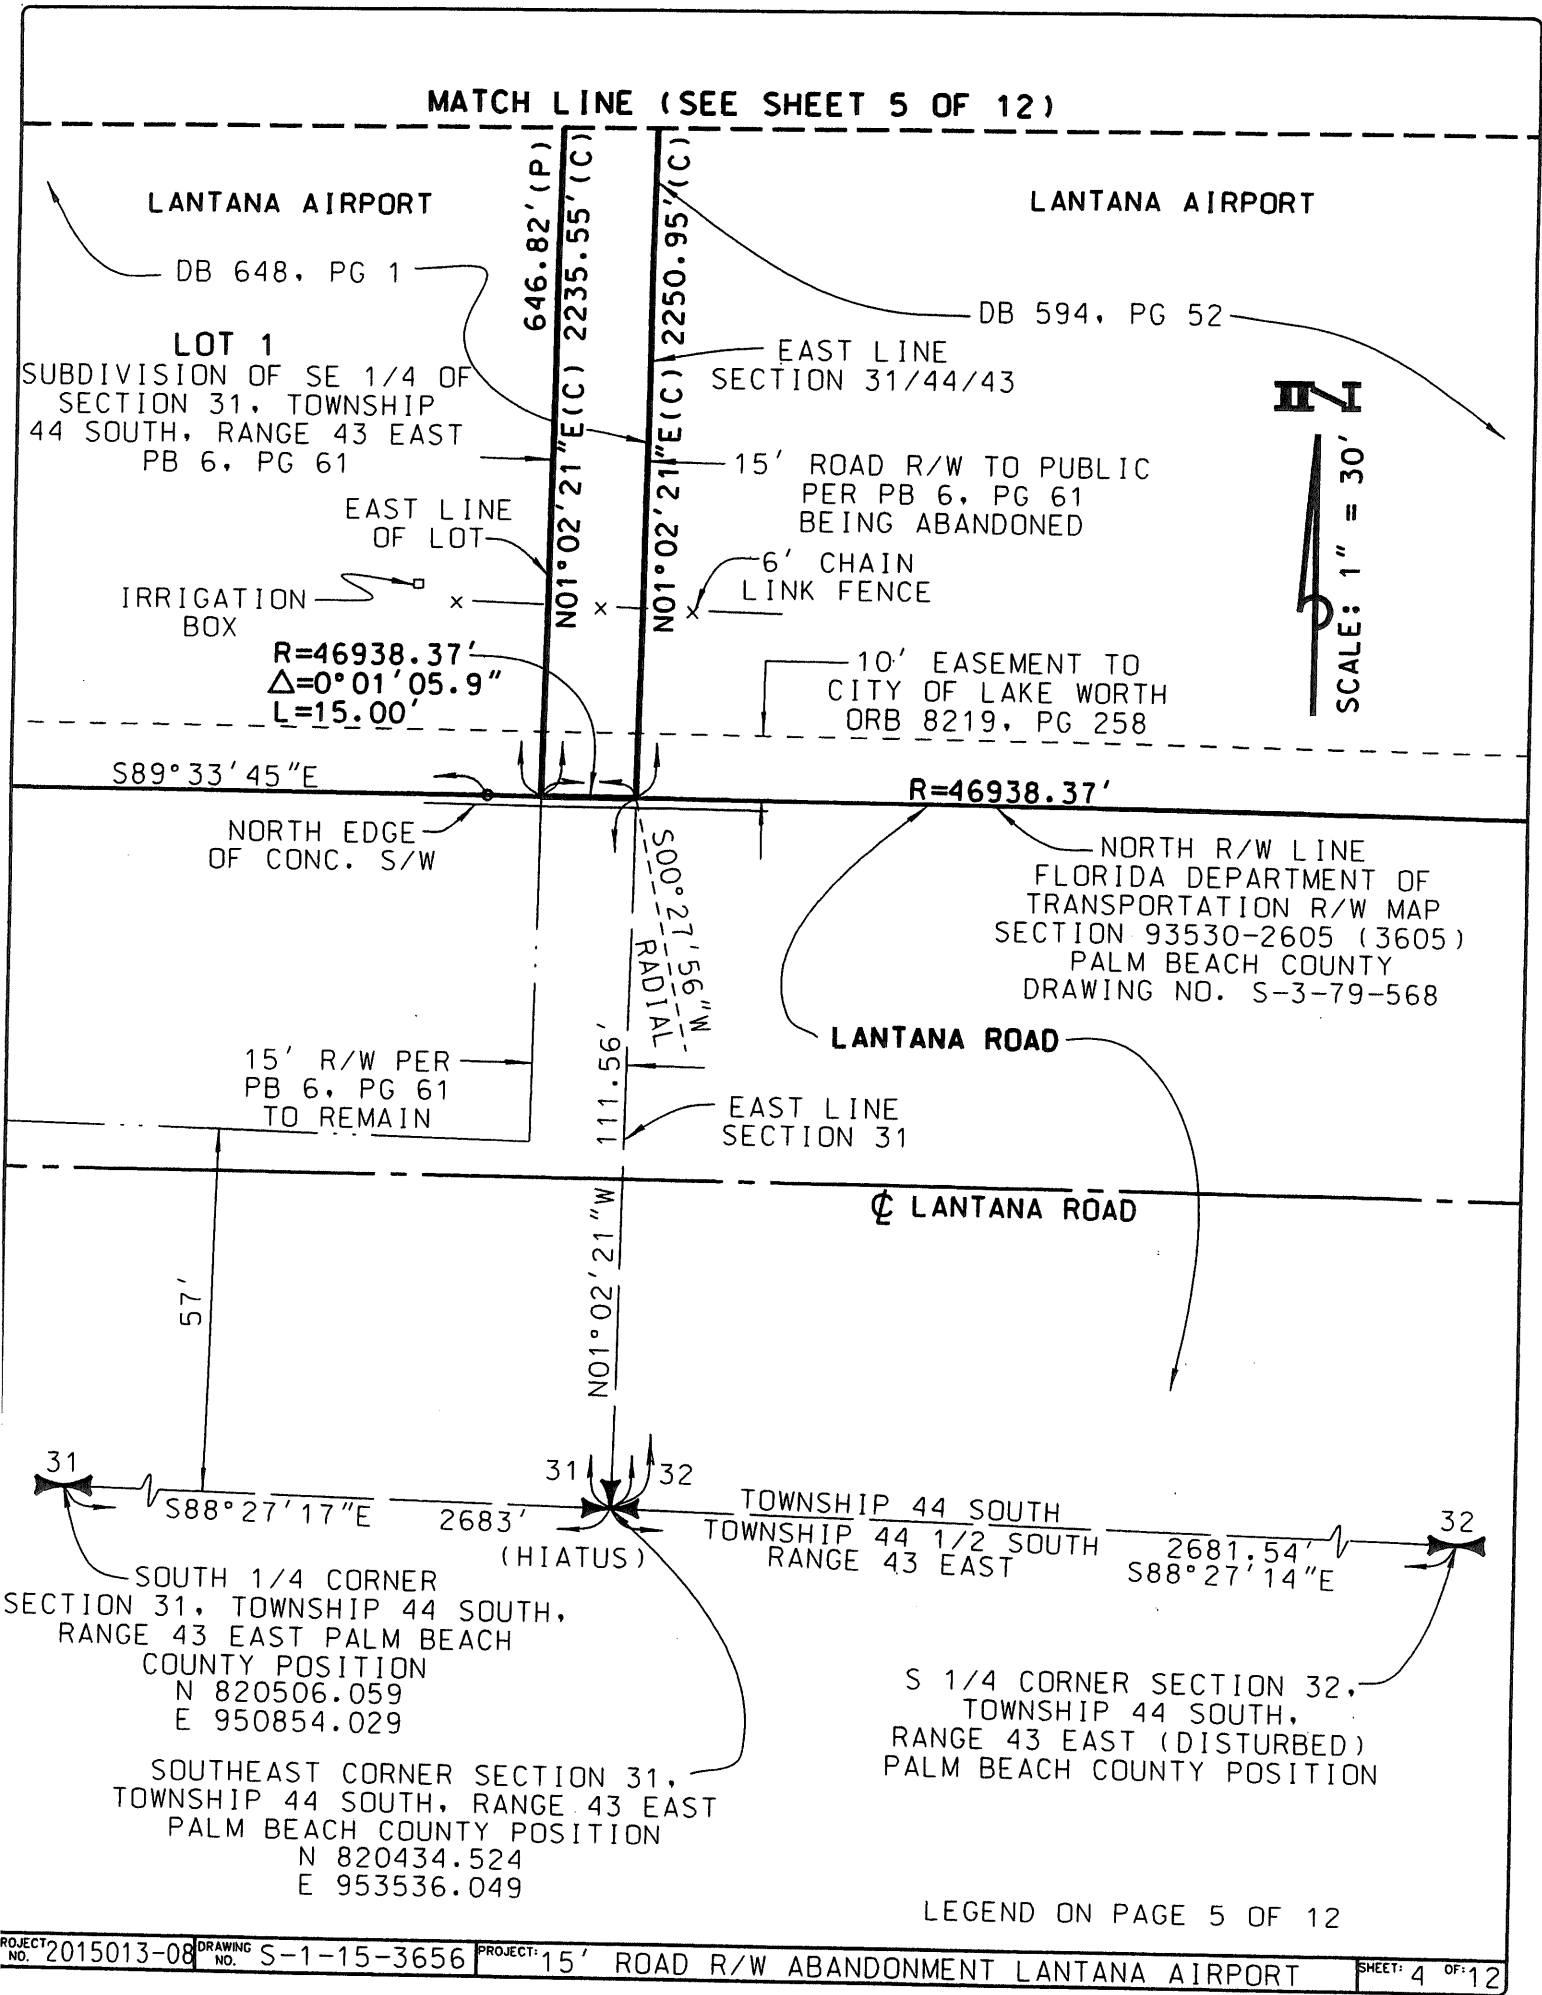 MATCH LINE (SEE SHEET 5 OF 12)
LANTANA AIRPORT
LANTANA AIRPORT
646.82'(P)
N01°02'21"E(C) 2235.55'(C)
N01°02'21"E(C) 2250.95'(C)
DB 648, PG 1
DB 594, PG 52
LOT 1
SUBDIVISION OF SE 1/4 OF
SECTION 31, TOWNSHIP
44 SOUTH, RANGE 43 EAST
PB 6, PG 61
EAST LINE
SECTION 31/44/43
15' ROAD R/W TO PUBLIC
PER PB 6, PG 61
BEING ABANDONED
N
SCALE: 1" = 30'
EAST LINE
OF LOT
6' CHAIN
LINK FENCE
IRRIGATION
BOX
x
x
x
R=46938.37'
Δ=0°01'05.9"
L=15.00'
10' EASEMENT TO
CITY OF LAKE WORTH
ORB 8219, PG 258
S89°33'45"E
R=46938.37'
NORTH EDGE
OF CONC. S/W
S00°27'56"W
RADIAL
NORTH R/W LINE
FLORIDA DEPARTMENT OF
TRANSPORTATION R/W MAP
SECTION 93530-2605 (3605)
PALM BEACH COUNTY
DRAWING NO. S-3-79-568
LANTANA ROAD
15' R/W PER
PB 6, PG 61
TO REMAIN
N01°02'21"W 111.56'
EAST LINE
SECTION 31
℄ LANTANA ROAD
57'
31
31
32
32
S88°27'17"E 2683'
(HIATUS)
TOWNSHIP 44 SOUTH
TOWNSHIP 44 1/2 SOUTH
RANGE 43 EAST
2681.54'
S88°27'14"E
SOUTH 1/4 CORNER
SECTION 31, TOWNSHIP 44 SOUTH,
RANGE 43 EAST PALM BEACH
COUNTY POSITION
N 820506.059
E 950854.029
S 1/4 CORNER SECTION 32,
TOWNSHIP 44 SOUTH,
RANGE 43 EAST (DISTURBED)
PALM BEACH COUNTY POSITION
SOUTHEAST CORNER SECTION 31,
TOWNSHIP 44 SOUTH, RANGE 43 EAST
PALM BEACH COUNTY POSITION
N 820434.524
E 953536.049
LEGEND ON PAGE 5 OF 12
ROJECT NO. 2015013-08 DRAWING NO. S-1-15-3656 PROJECT: 15' ROAD R/W ABANDONMENT LANTANA AIRPORT SHEET: 4 OF: 12